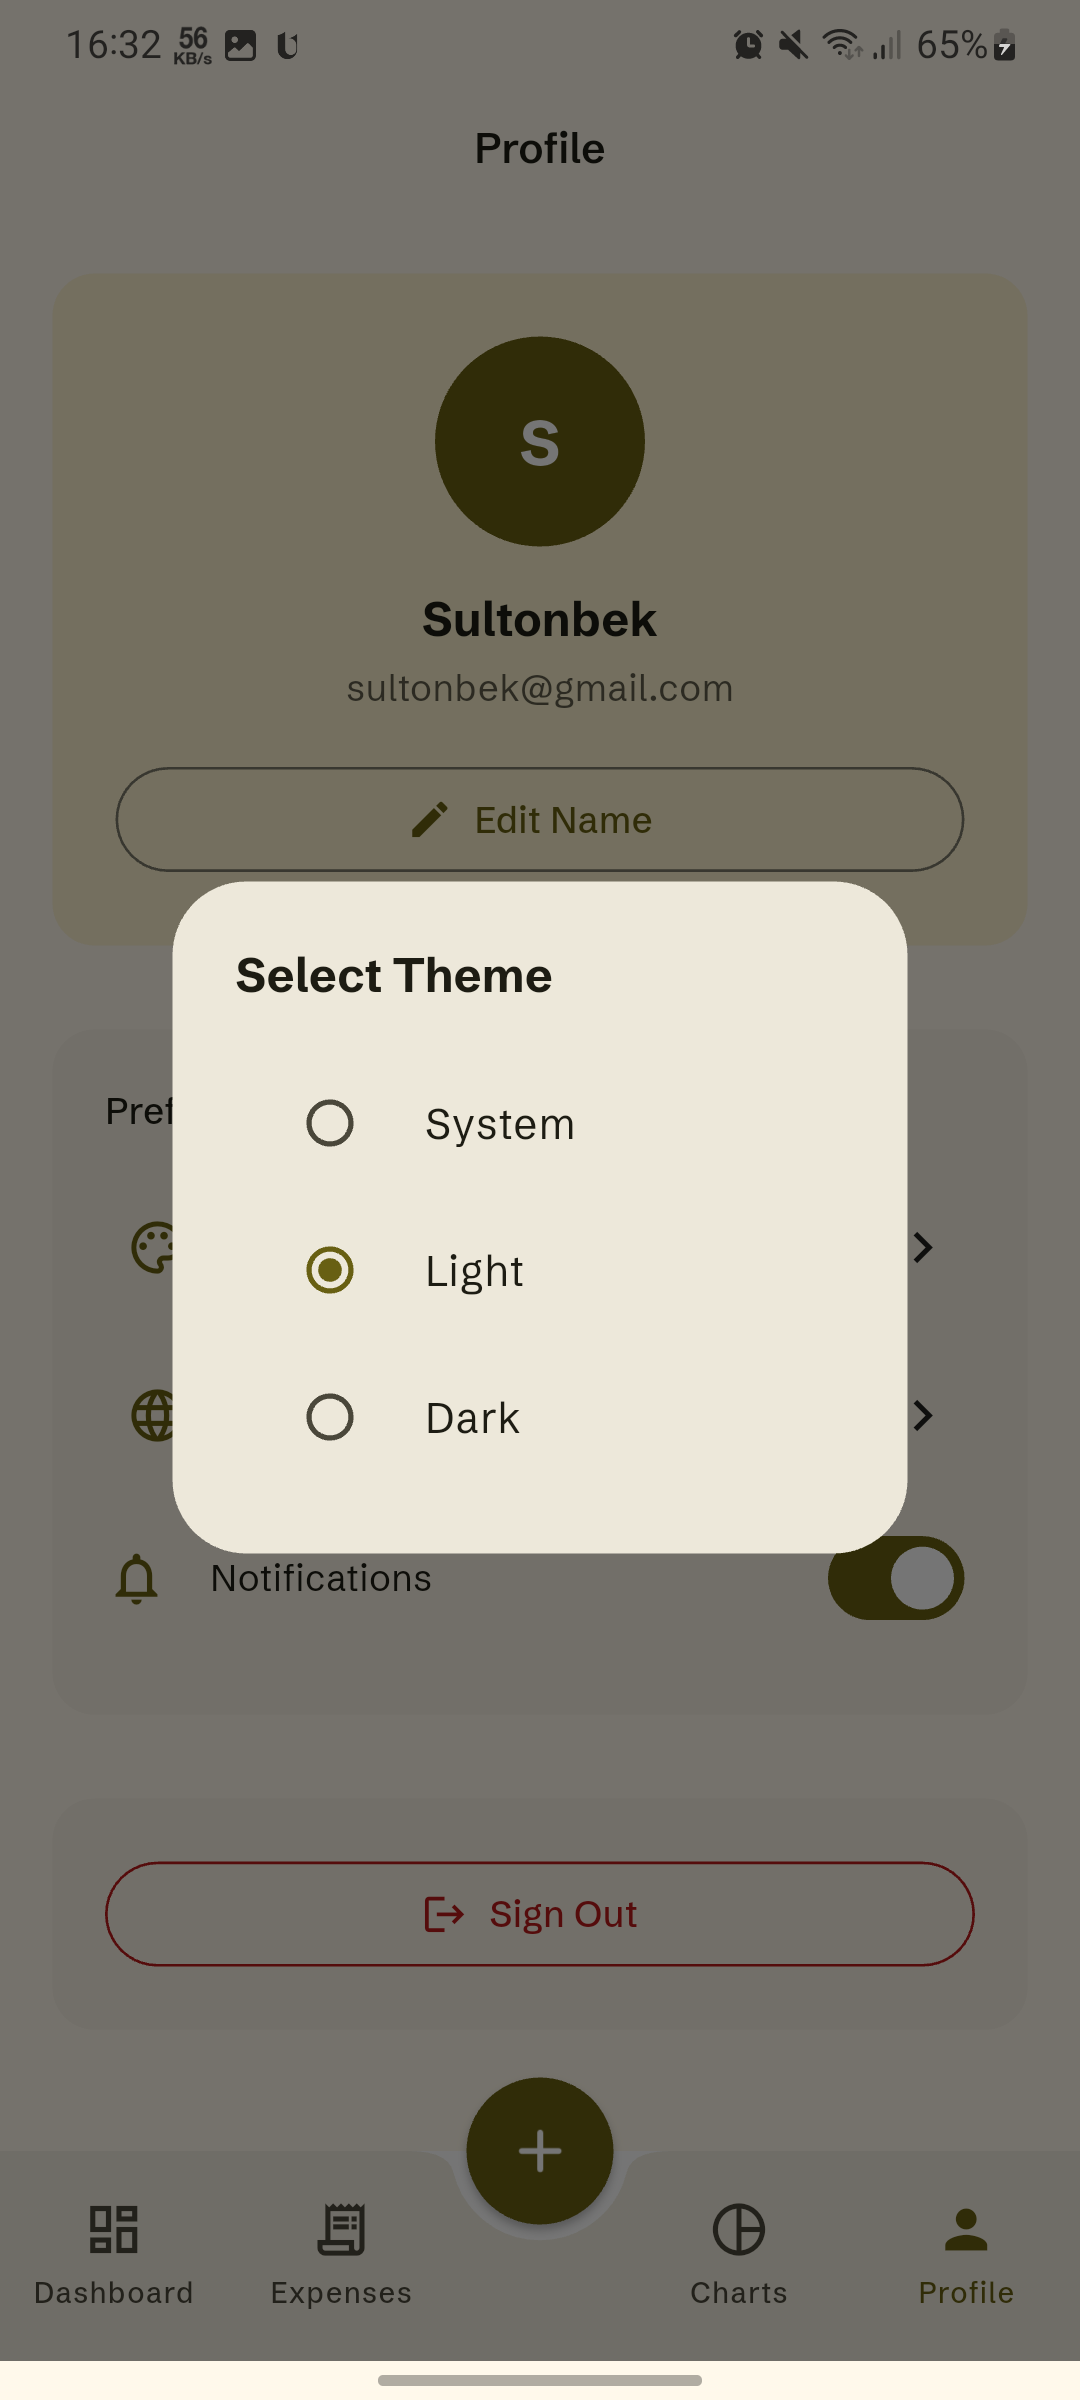 16:32 56 KB/s 65%
Profile
S
Sultonbek
sultonbek@gmail.com
Edit Name
Select Theme
Pref
System
Light
Dark
Notifications
Sign Out
Dashboard Expenses Charts Profile